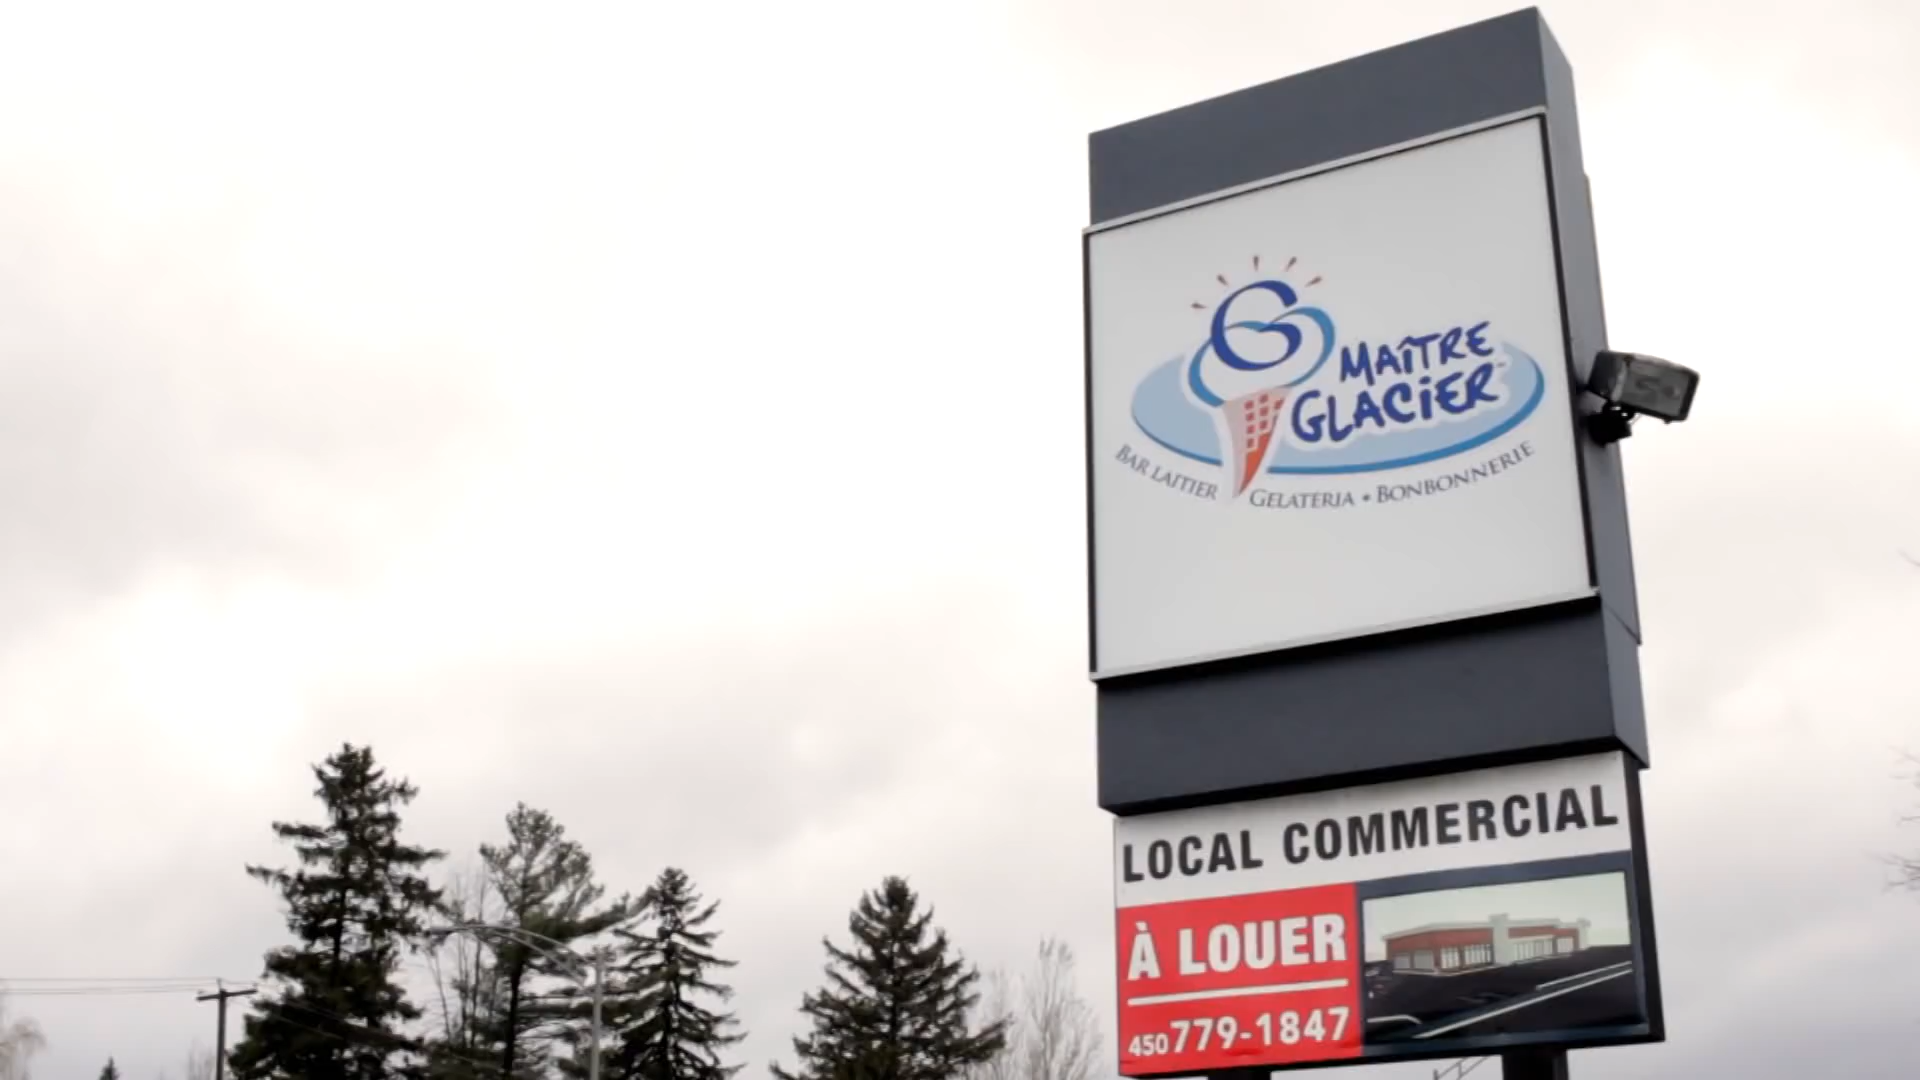 MAÎTRE
GLACIER
BAR LAITIER GELATERIA • BONBONNERIE
LOCAL COMMERCIAL
À LOUER
450 779-1847